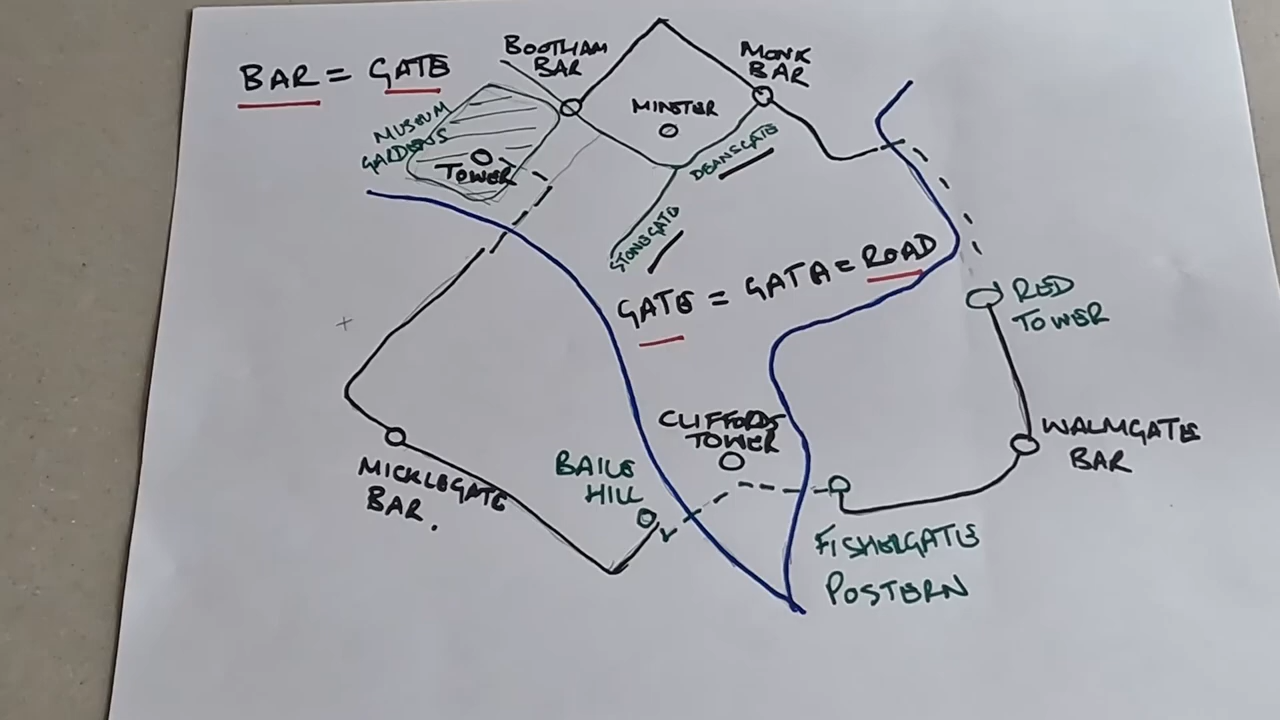 BOOTHAM
BAR
MONK
BAR
BAR = GATE
MUSEUM
GARDENS
MINSTER
TOWER
DEANSGATE
STONEGATE
GATE = GATA = ROAD
RED
TOWER
CLIFFORDS
TOWER
WALMGATE
BAR
BAILE
HILL
MICKLEGATE
BAR.
FISHERGATE
POSTERN